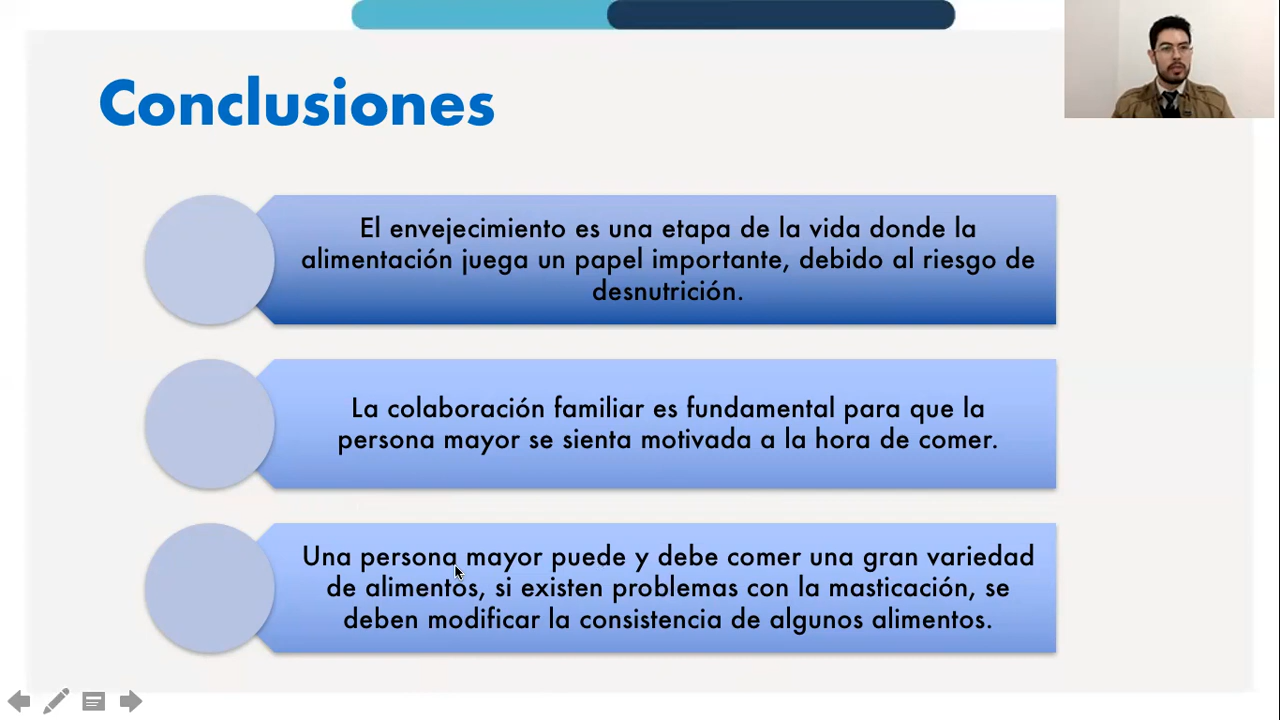 Conclusiones
El envejecimiento es una etapa de la vida donde la
alimentación juega un papel importante, debido al riesgo de
desnutrición.
La colaboración familiar es fundamental para que la
persona mayor se sienta motivada a la hora de comer.
Una persona mayor puede y debe comer una gran variedad
de alimentos, si existen problemas con la masticación, se
deben modificar la consistencia de algunos alimentos.